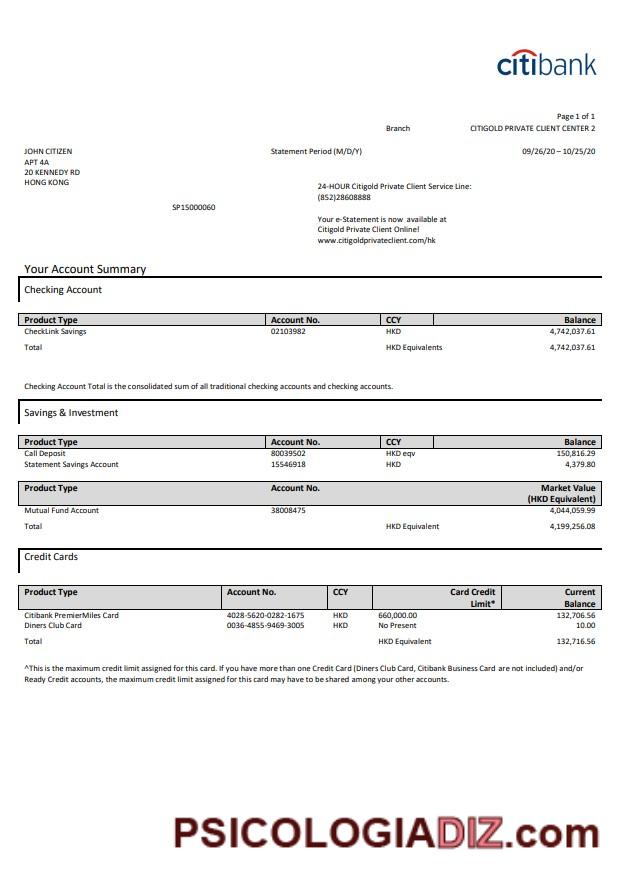 citibank
Page 1 of 1
Branch CITIGOLD PRIVATE CLIENT CENTER 2
JOHN CITIZEN Statement Period (M/D/Y) 09/26/20 – 10/25/20
APT 4A
20 KENNEDY RD
HONG KONG
24-HOUR Citigold Private Client Service Line:
(852)28608888
SP15000060
Your e-Statement is now available at
Citigold Private Client Online!
www.citigoldprivateclient.com/hk
Your Account Summary
Checking Account
Product Type Account No. CCY Balance
CheckLink Savings 02103982 HKD 4,742,037.61
Total HKD Equivalents 4,742,037.61
Checking Account Total is the consolidated sum of all traditional checking accounts and checking accounts.
Savings & Investment
Product Type Account No. CCY Balance
Call Deposit 80039502 HKD eqv 150,816.29
Statement Savings Account 15546918 HKD 4,379.80
Product Type Account No. Market Value
(HKD Equivalent)
Mutual Fund Account 38008475 4,044,059.99
Total HKD Equivalent 4,199,256.08
Credit Cards
Product Type Account No. CCY Card Credit Current
Limit* Balance
Citibank PremierMiles Card 4028-5620-0282-1675 HKD 660,000.00 132,706.56
Diners Club Card 0036-4855-9469-3005 HKD No Present 10.00
Total HKD Equivalent 132,716.56
^This is the maximum credit limit assigned for this card. If you have more than one Credit Card (Diners Club Card, Citibank Business Card are not included) and/or
Ready Credit accounts, the maximum credit limit assigned for this card may have to be shared among your other accounts.
PSICOLOGIADIZ.com